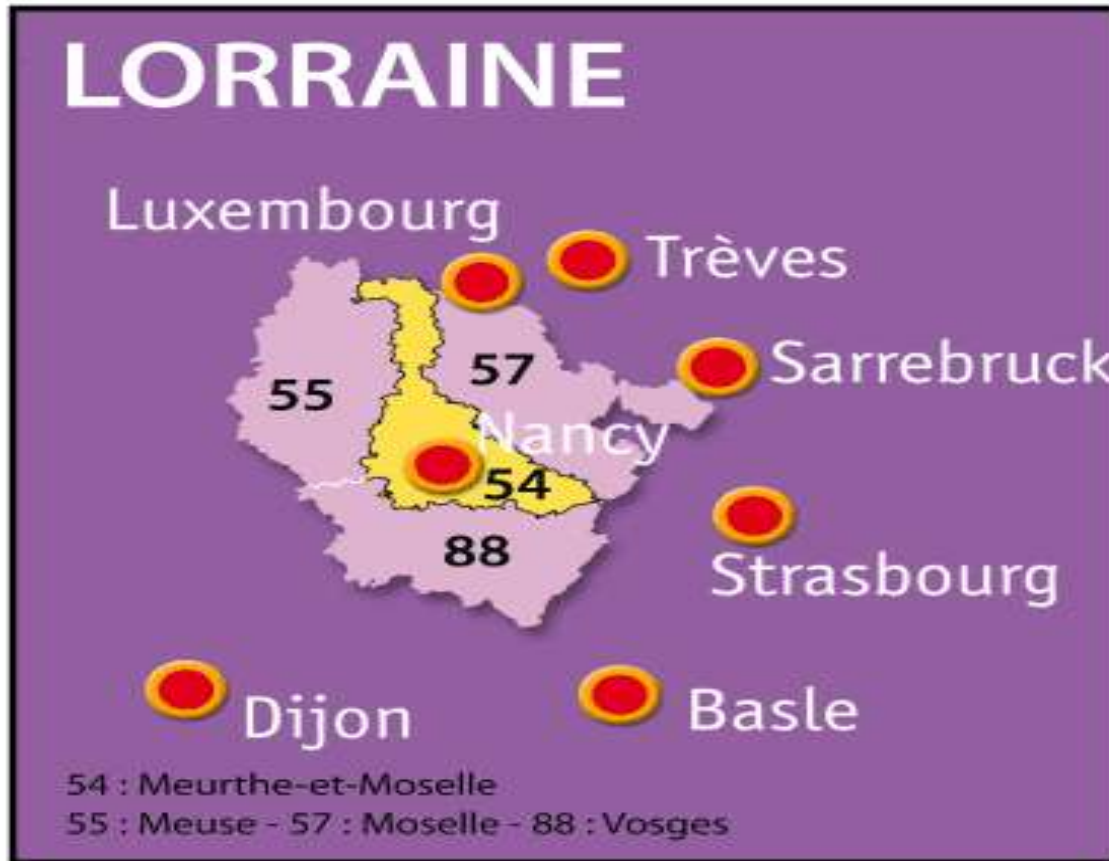 LORRAINE
Luxembourg
Trèves
Sarrebruck
57
55
Nancy
54
88
Strasbourg
Dijon
Basle
54 : Meurthe-et-Moselle
55 : Meuse - 57 : Moselle - 88 : Vosges